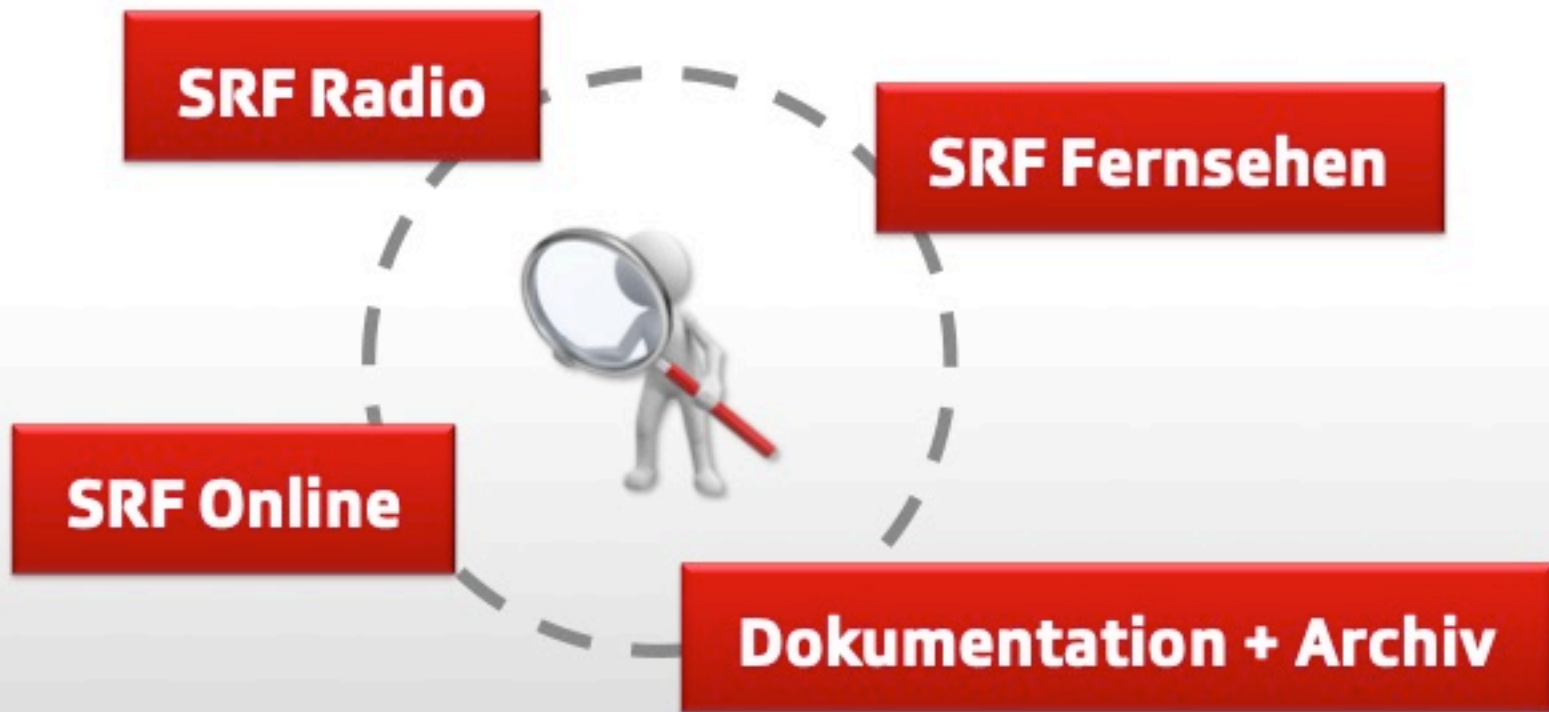 SRF Radio
SRF Fernsehen
SRF Online
Dokumentation + Archiv